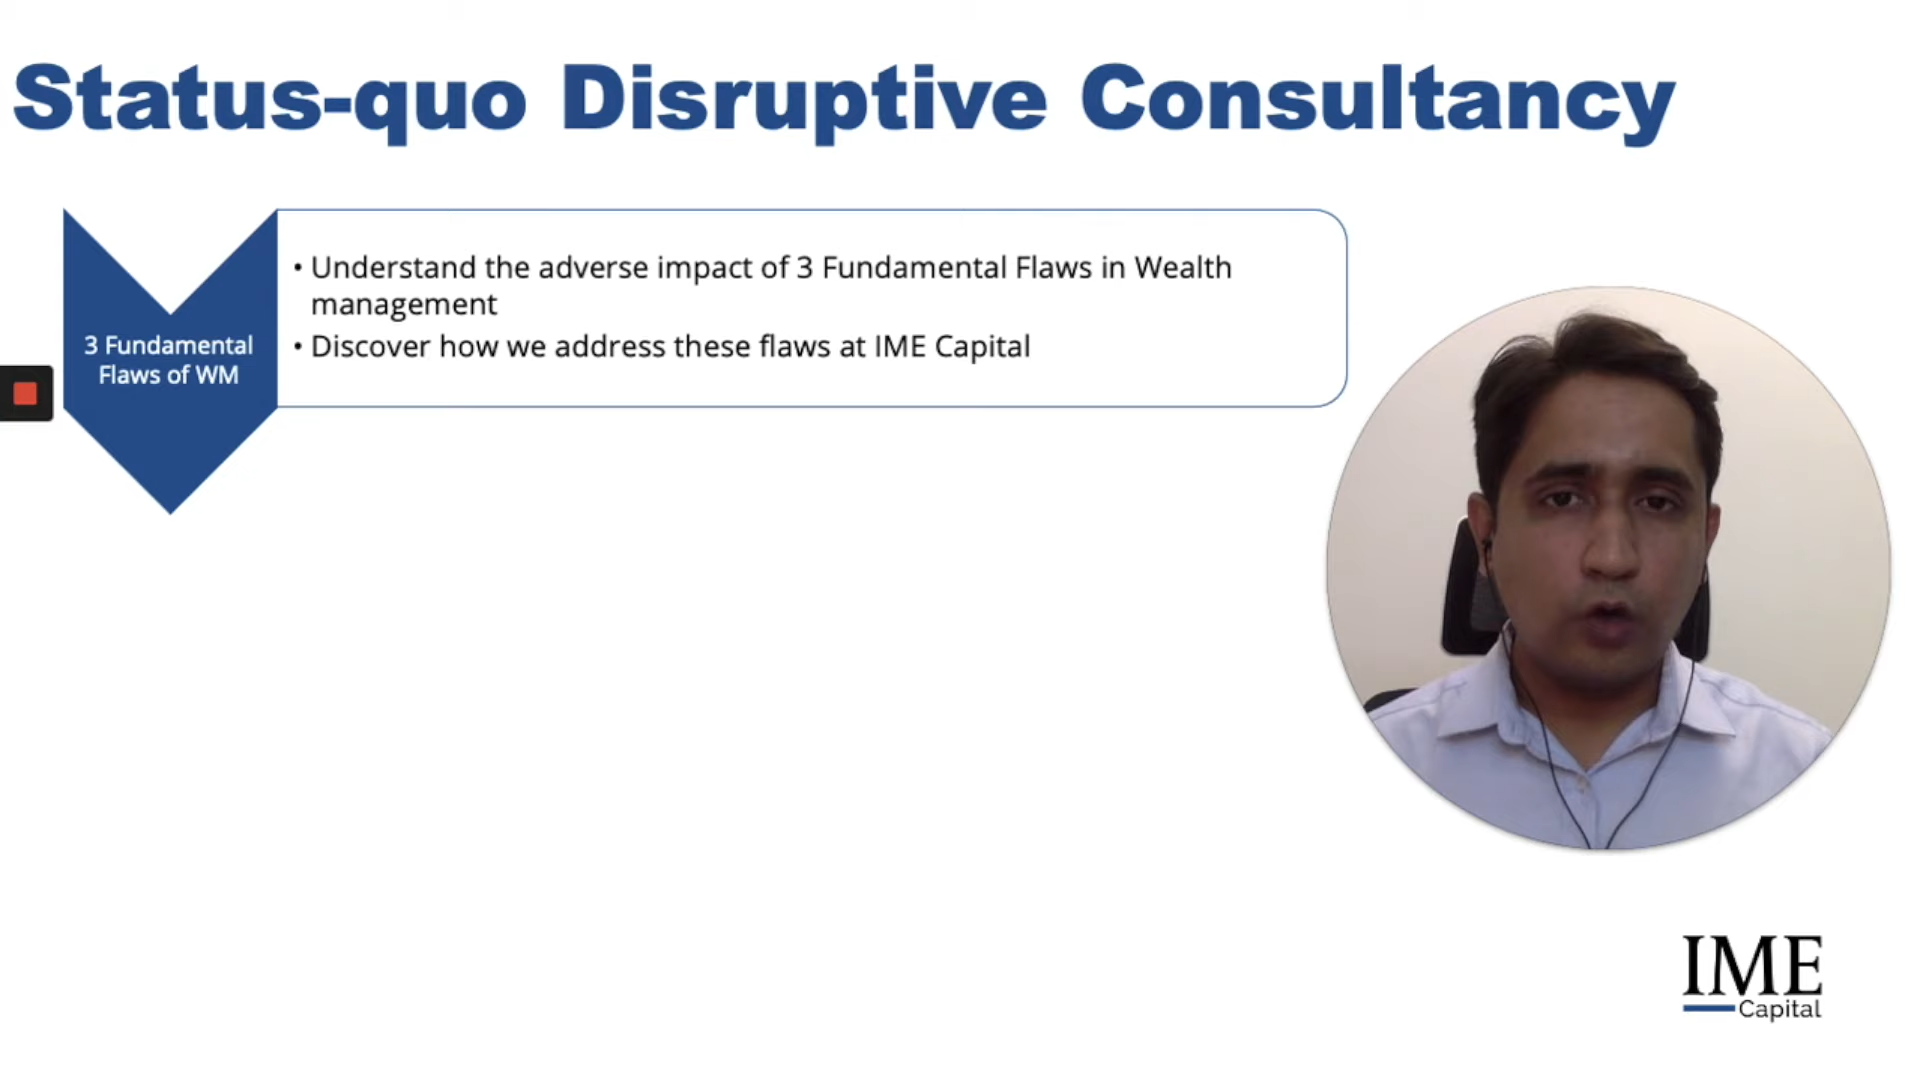 Status-quo Disruptive Consultancy
3 Fundamental
Flaws of WM
• Understand the adverse impact of 3 Fundamental Flaws in Wealth
management
• Discover how we address these flaws at IME Capital
IME
Capital